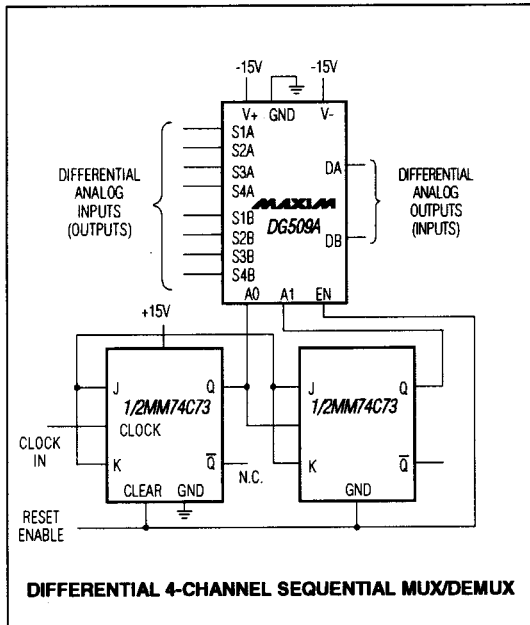 -15V -15V
V+ GND V-
S1A
S2A
S3A
S4A
S1B
S2B
S3B
S4B
DIFFERENTIAL
ANALOG
INPUTS
(OUTPUTS)
MAXIM
DG509A
DA
DB
DIFFERENTIAL
ANALOG
OUTPUTS
(INPUTS)
A0 A1 EN
+15V
J Q
1/2MM74C73
CLOCK
K Q
CLEAR GND
CLOCK
IN
N.C.
RESET
ENABLE
J Q
1/2MM74C73
K Q
GND
DIFFERENTIAL 4-CHANNEL SEQUENTIAL MUX/DEMUX